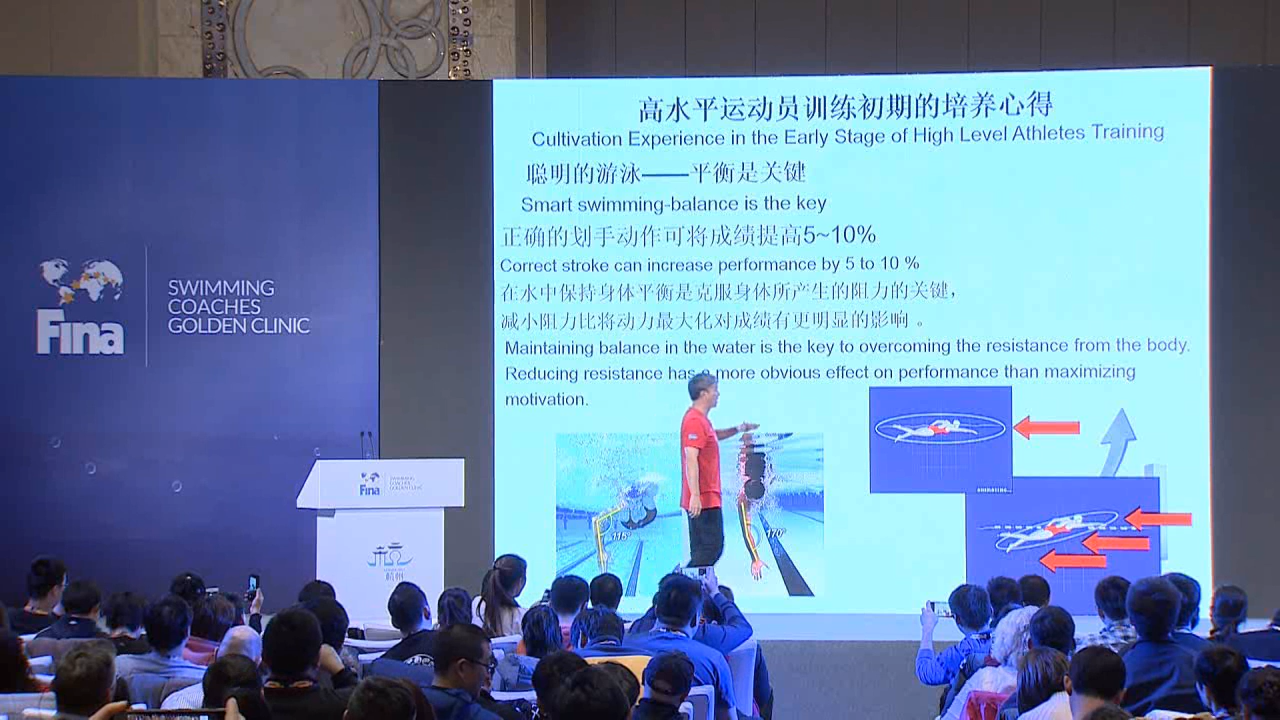 高水平运动员训练初期的培养心得
Cultivation Experience in the Early Stage of High Level Athletes Training
聪明的游泳——平衡是关键
Smart swimming-balance is the key
正确的划手动作可将成绩提高5~10%
Correct stroke can increase performance by 5 to 10 %
在水中保持身体平衡是克服身体所产生的阻力的关键，
减小阻力比将动力最大化对成绩有更明显的影响 。
Maintaining balance in the water is the key to overcoming the resistance from the body.
Reducing resistance has a more obvious effect on performance than maximizing
motivation.
115°
170°
FINA
SWIMMING
COACHES
GOLDEN CLINIC
FINA
SWIMMING
COACHES
GOLDEN CLINIC
杭州